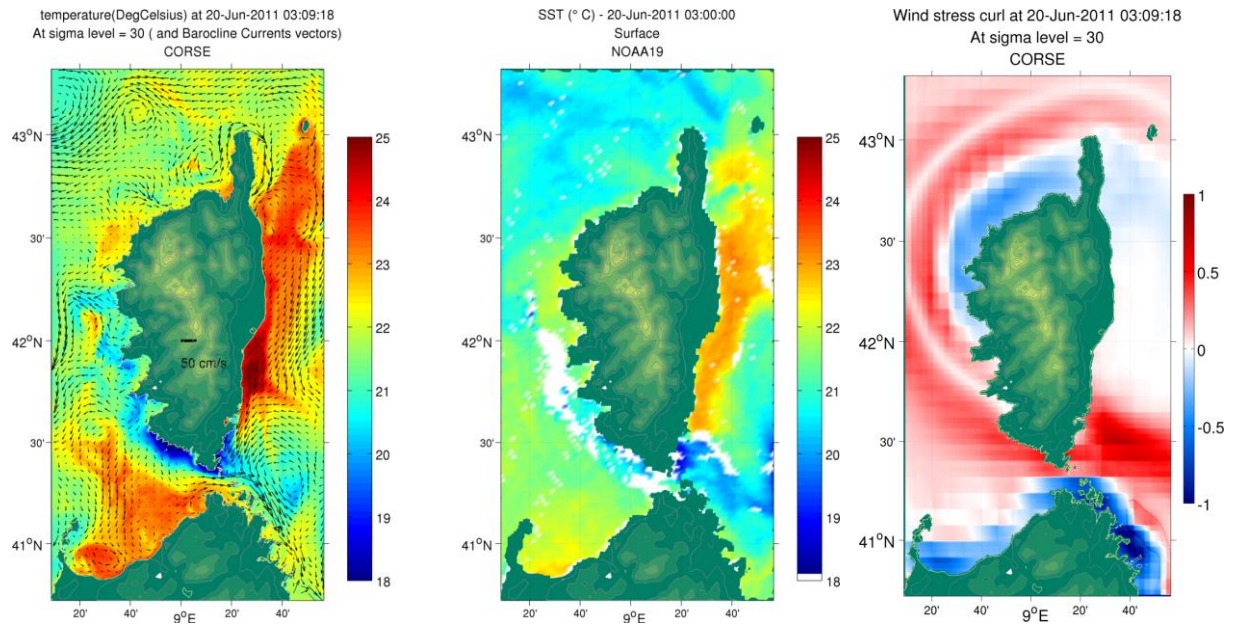 temperature(DegCelsius) at 20-Jun-2011 03:09:18
At sigma level = 30 ( and Barocline Currents vectors)
CORSE
43°N
30'
42°N
30'
41°N
20'
40'
9°E
20'
40'
50 cm/s
25
24
23
22
21
20
19
18
SST (° C) - 20-Jun-2011 03:00:00
Surface
NOAA19
43°N
30'
42°N
30'
41°N
20'
40'
9°E
20'
40'
25
24
23
22
21
20
19
18
Wind stress curl at 20-Jun-2011 03:09:18
At sigma level = 30
CORSE
43°N
30'
42°N
30'
41°N
20'
40'
9°E
20'
40'
1
0.5
0
-0.5
-1